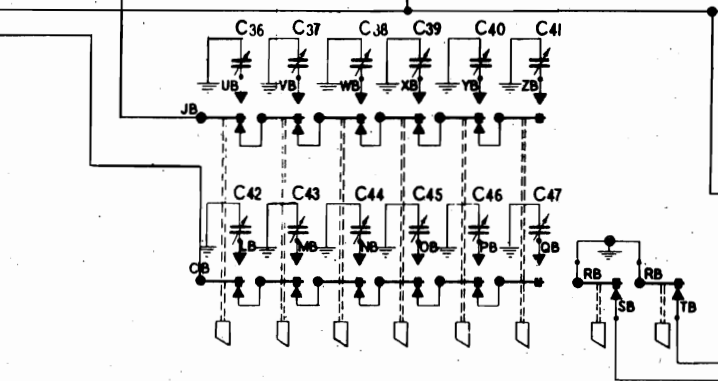 C36 C37 C38 C39 C40 C41
UB VB WB XB YB ZB
JB
C42 C43 C44 C45 C46 C47
LB MB NB OB PB QB
CB
RB RB
SB TB